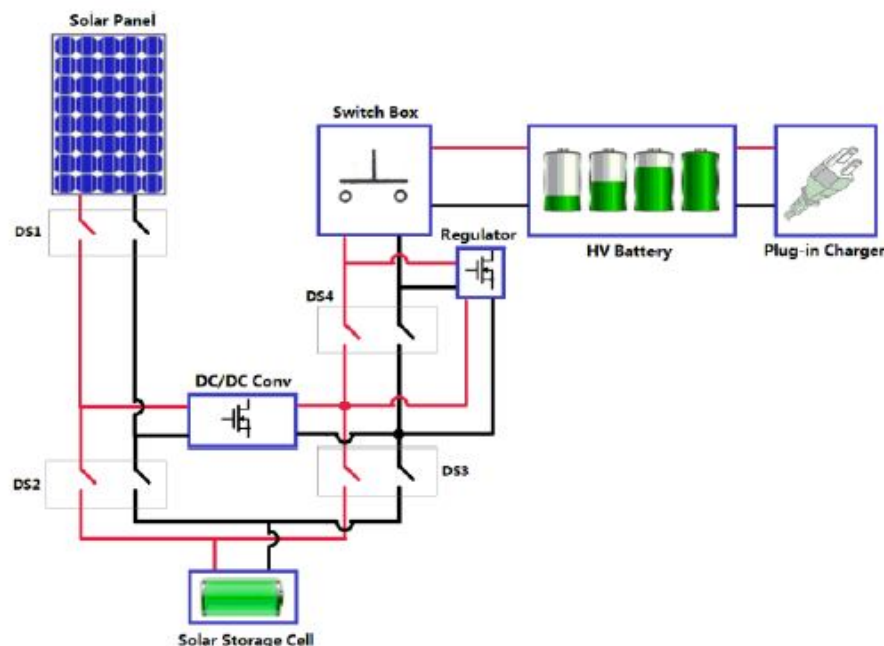 Solar Panel
Switch Box
DS1
Regulator
HV Battery
Plug-in Charger
DS4
DC/DC Conv
DS2
DS3
Solar Storage Cell